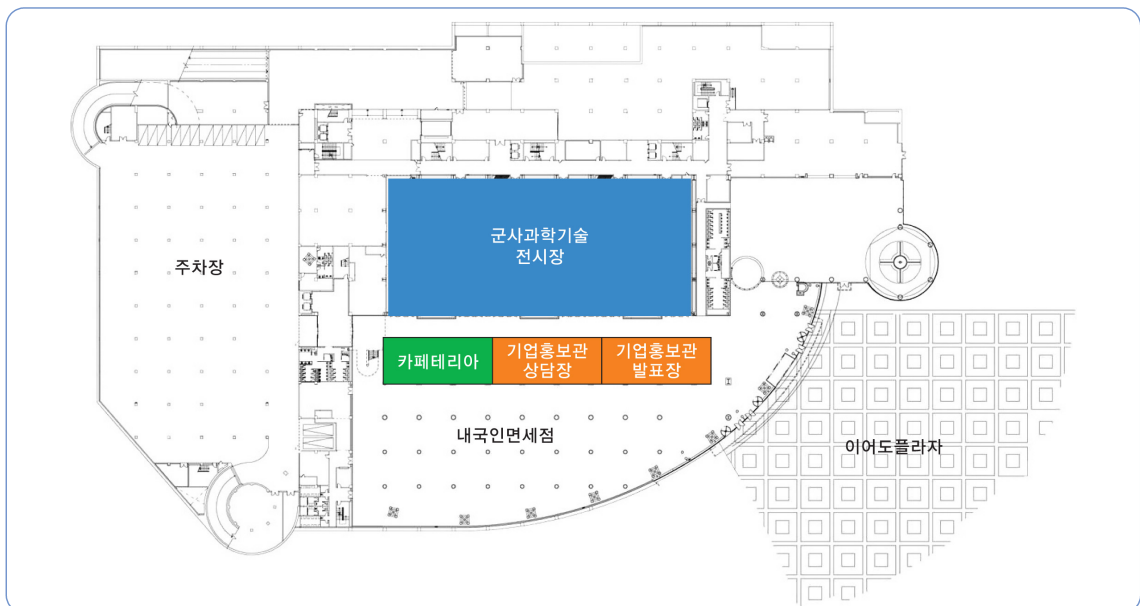 군사과학기술
전시장
주차장
카페테리아
기업홍보관
상담장
기업홍보관
발표장
내국인면세점
이어도플라자